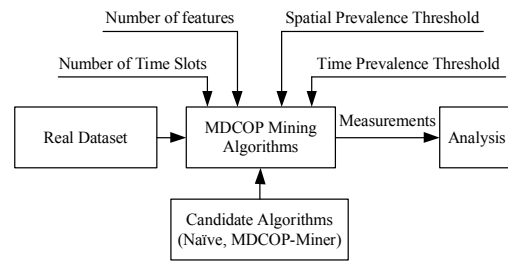 Number of features
Spatial Prevalence Threshold
Number of Time Slots
Time Prevalence Threshold
Real Dataset
MDCOP Mining
Algorithms
Measurements
Analysis
Candidate Algorithms
(Naïve, MDCOP-Miner)